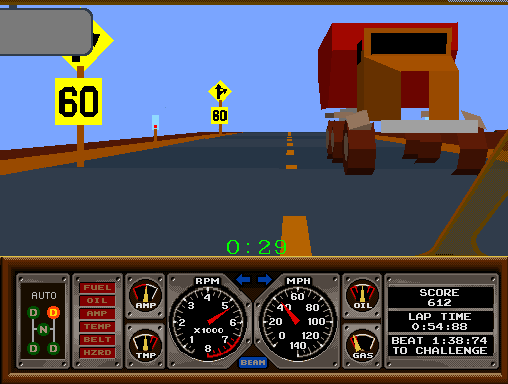 60
60
0:29
AUTO
D D
N
D D
FUEL
OIL
AMP
TEMP
BELT
HZRD
AMP
TMP
RPM
1 2 3 4 5 6 7 8
X1000
BEAM
MPH
0 20 40 60 80 100 120 140
OIL
GAS
SCORE
612
LAP TIME
0:54:88
BEAT 1:38:74
TO CHALLENGE